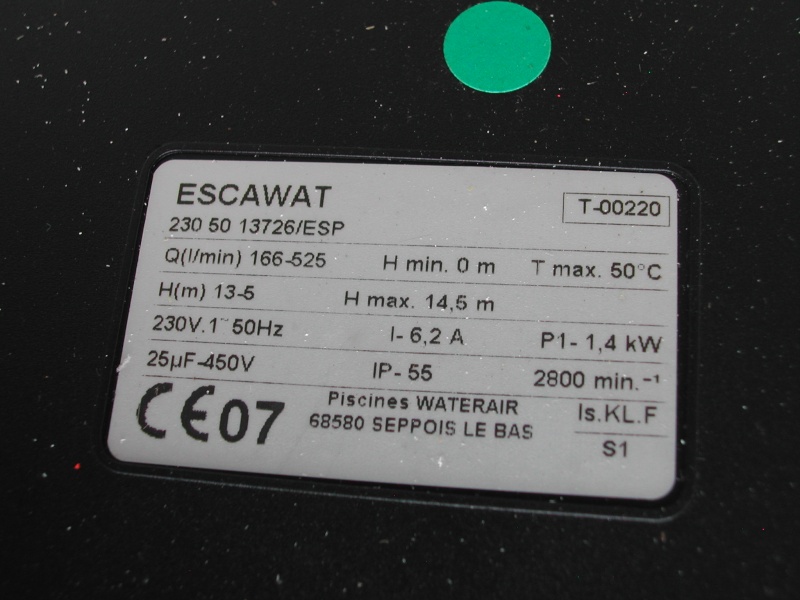 ESCAWAT
T-00220
230 50 13726/ESP
Q(l/min) 166-525 H min. 0 m T max. 50°C
H(m) 13-5 H max. 14,5 m
230V.1~50Hz I- 6,2 A P1- 1,4 kW
25µF-450V IP- 55 2800 min.⁻¹
CE07 Piscines WATERAIR Is.KL.F
68580 SEPPOIS LE BAS S1